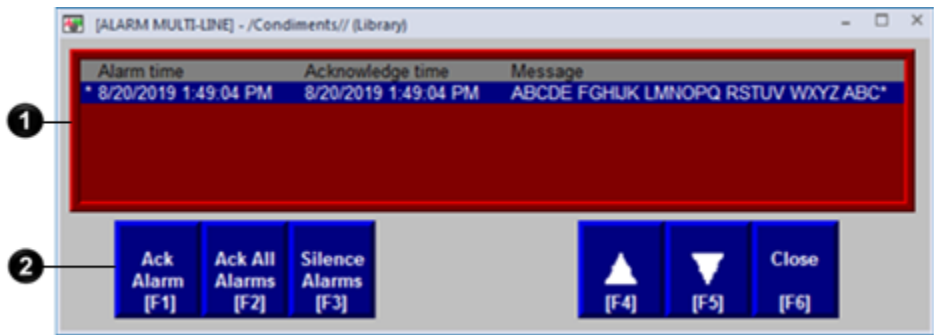 [ALARM MULTI-LINE] - /Condiments// (Library)
Alarm time Acknowledge time Message
* 8/20/2019 1:49:04 PM 8/20/2019 1:49:04 PM ABCDE FGHIJK LMNOPQ RSTUV WXYZ ABC*
1
2
Ack
Alarm
[F1]
Ack All
Alarms
[F2]
Silence
Alarms
[F3]
[F4]
[F5]
Close
[F6]